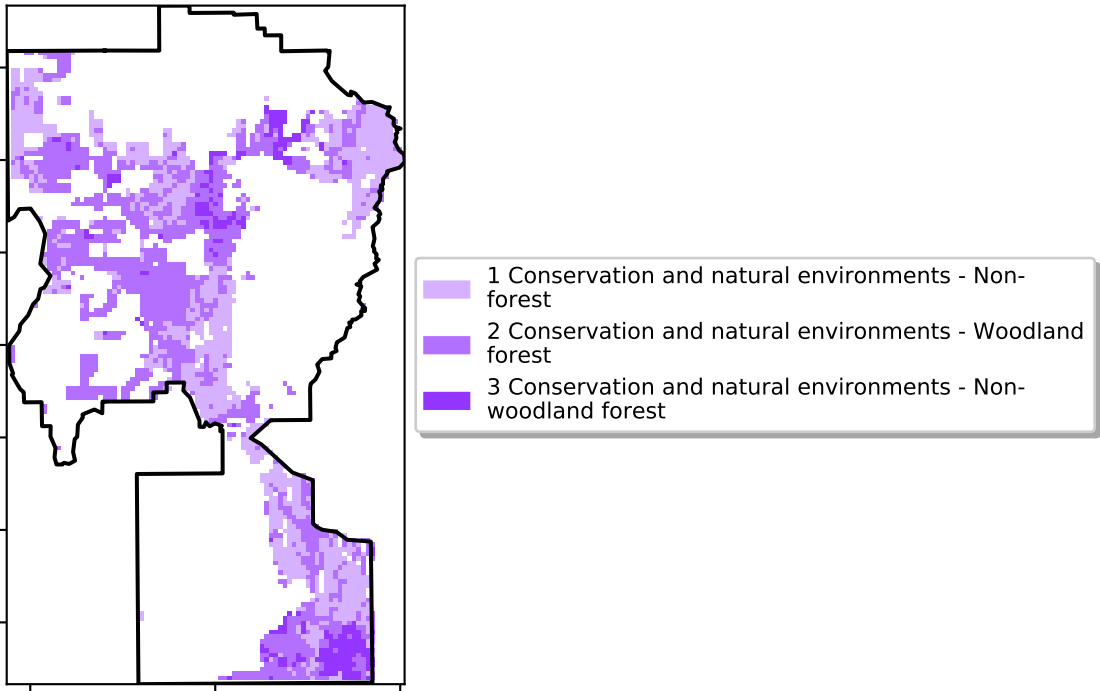 1 Conservation and natural environments - Non-
forest
2 Conservation and natural environments - Woodland
forest
3 Conservation and natural environments - Non-
woodland forest